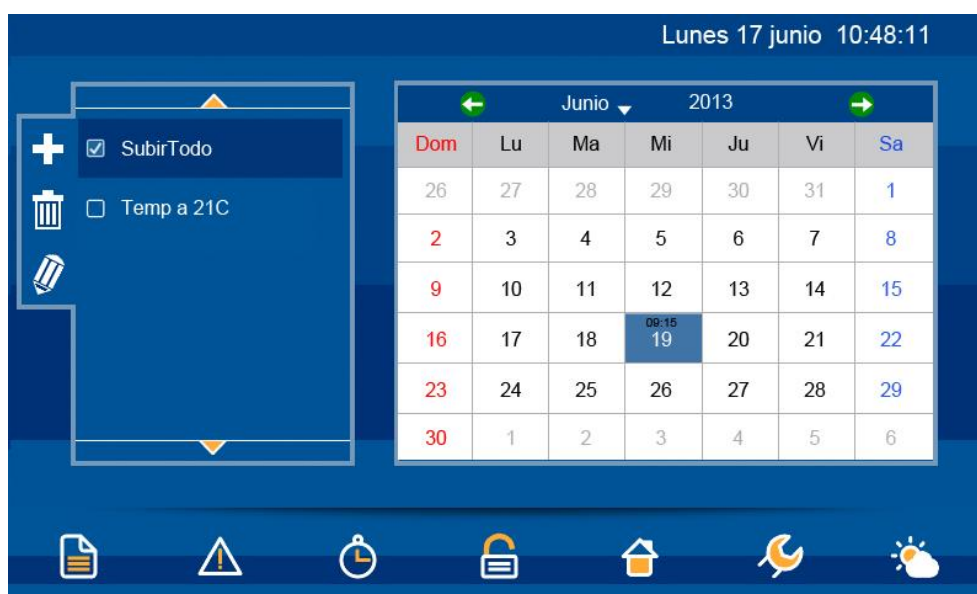 Lunes 17 junio 10:48:11
SubirTodo
Temp a 21C
Junio 2013
Dom Lu Ma Mi Ju Vi Sa
26 27 28 29 30 31 1
2 3 4 5 6 7 8
9 10 11 12 13 14 15
09:15
16 17 18 19 20 21 22
23 24 25 26 27 28 29
30 1 2 3 4 5 6